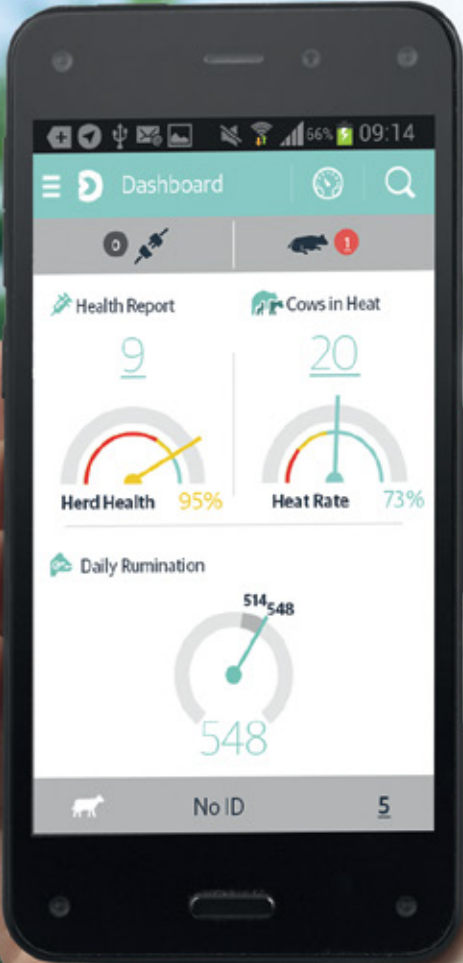 66% 09:14
Dashboard
0 1
Health Report Cows in Heat
9 20
Herd Health 95% Heat Rate 73%
Daily Rumination
514 548
548
No ID 5